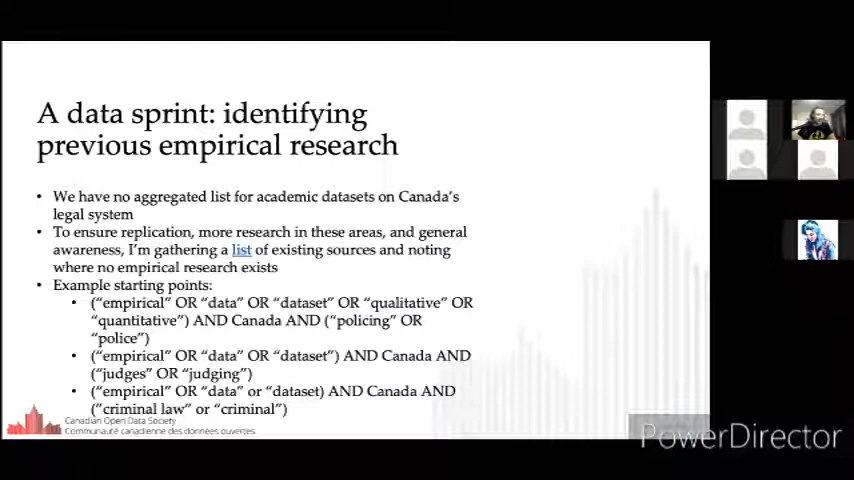 A data sprint: identifying
previous empirical research
• We have no aggregated list for academic datasets on Canada's
legal system
• To ensure replication, more research in these areas, and general
awareness, I'm gathering a list of existing sources and noting
where no empirical research exists
• Example starting points:
• (“empirical” OR “data” OR “dataset” OR “qualitative” OR
“quantitative”) AND Canada AND (“policing” OR
“police”)
• (“empirical” OR “data” OR “dataset”) AND Canada AND
(“judges” OR “judging”)
• (“empirical” OR “data” or “dataset) AND Canada AND
(“criminal law” or “criminal”)
Canadian Open Data Society
Communauté canadienne des données ouvertes
PowerDirector